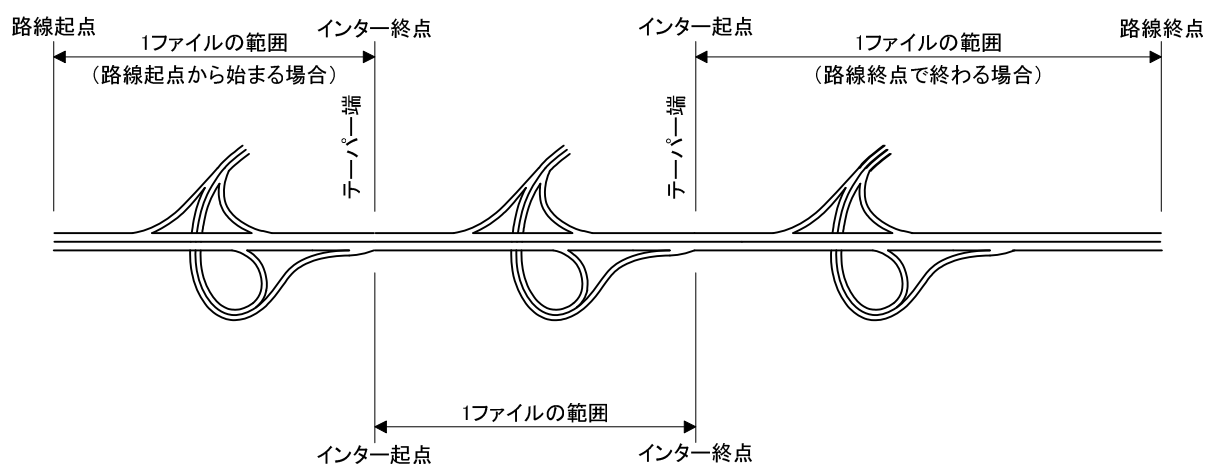 路線起点
インター終点
インター起点
路線終点
1ファイルの範囲
(路線起点から始まる場合)
1ファイルの範囲
(路線終点で終わる場合)
テーパー端
テーパー端
1ファイルの範囲
インター起点
インター終点